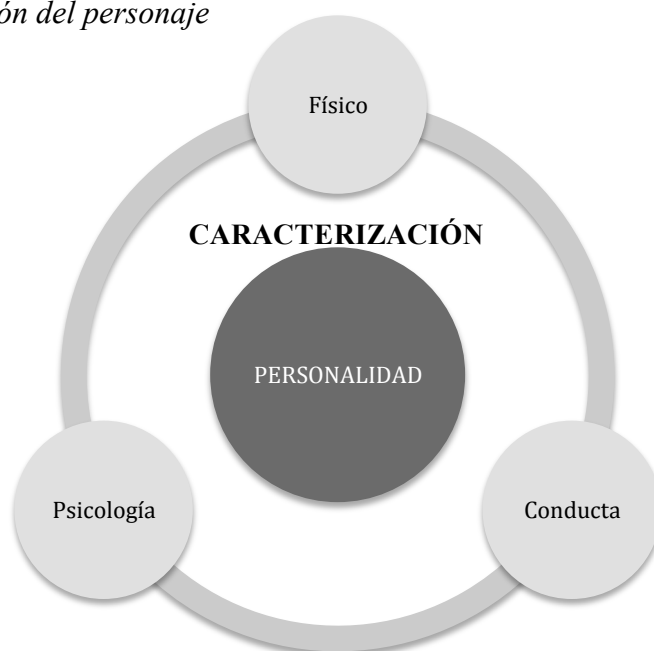 ón del personaje
Físico
CARACTERIZACIÓN
PERSONALIDAD
Psicología
Conducta